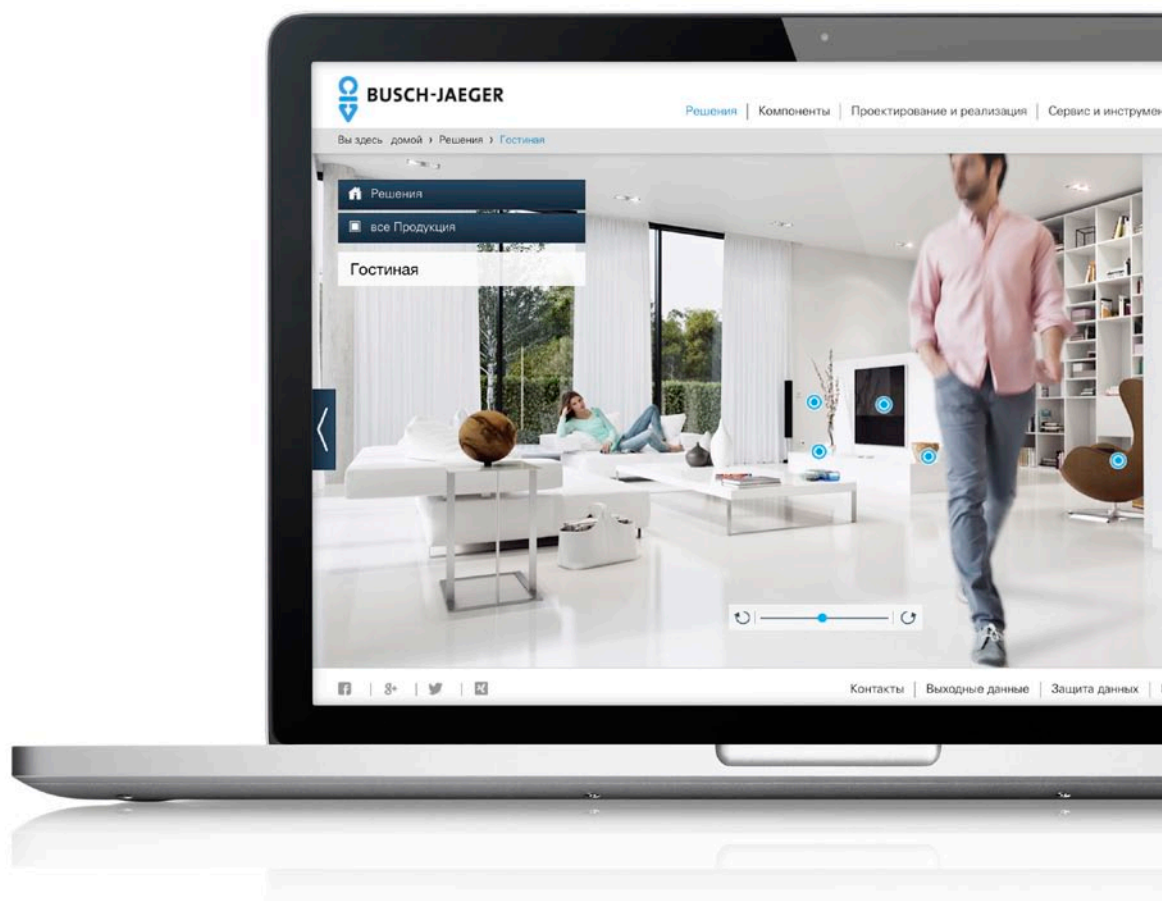 BUSCH-JAEGER
Решения | Компоненты | Проектирование и реализация | Сервис и инструмен
Вы здесь домой › Решения › Гостиная
Решения
все Продукция
Гостиная
Контакты | Выходные данные | Защита данных |